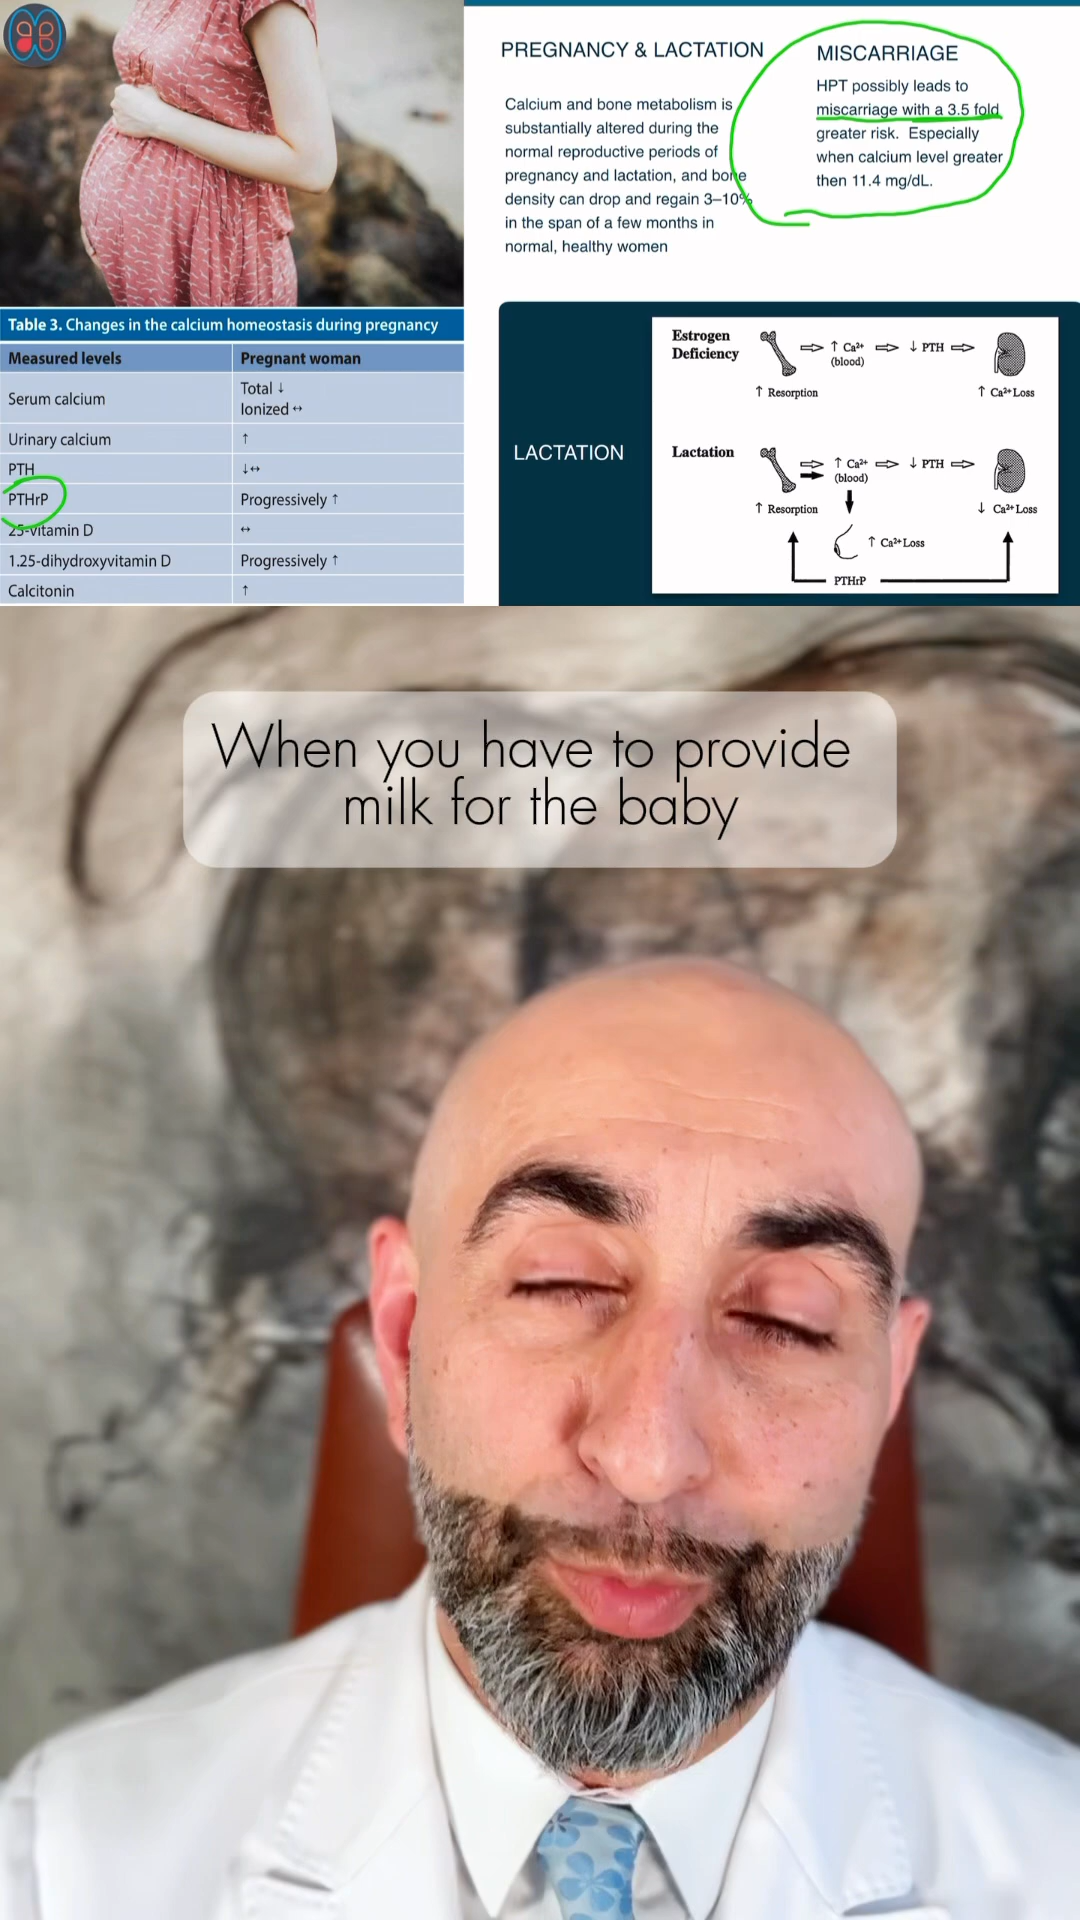 PREGNANCY & LACTATION
Calcium and bone metabolism is
substantially altered during the
normal reproductive periods of
pregnancy and lactation, and bone
density can drop and regain 3–10%
in the span of a few months in
normal, healthy women
MISCARRIAGE
HPT possibly leads to
miscarriage with a 3.5 fold
greater risk. Especially
when calcium level greater
then 11.4 mg/dL.
Table 3. Changes in the calcium homeostasis during pregnancy
Measured levels Pregnant woman
Serum calcium Total ↓
Ionized ↔
Urinary calcium ↑
PTH ↓↔
PTHrP Progressively ↑
25-vitamin D ↔
1.25-dihydroxyvitamin D Progressively ↑
Calcitonin ↑
LACTATION
Estrogen
Deficiency
↑ Ca²⁺ ⇨ ↓ PTH ⇨
(blood)
↑ Resorption ↑ Ca²⁺ Loss
Lactation
↑ Ca²⁺ ⇨ ↓ PTH ⇨
(blood)
↑ Resorption ↓ Ca²⁺ Loss
↑ Ca²⁺ Loss
PTHrP
When you have to provide
milk for the baby